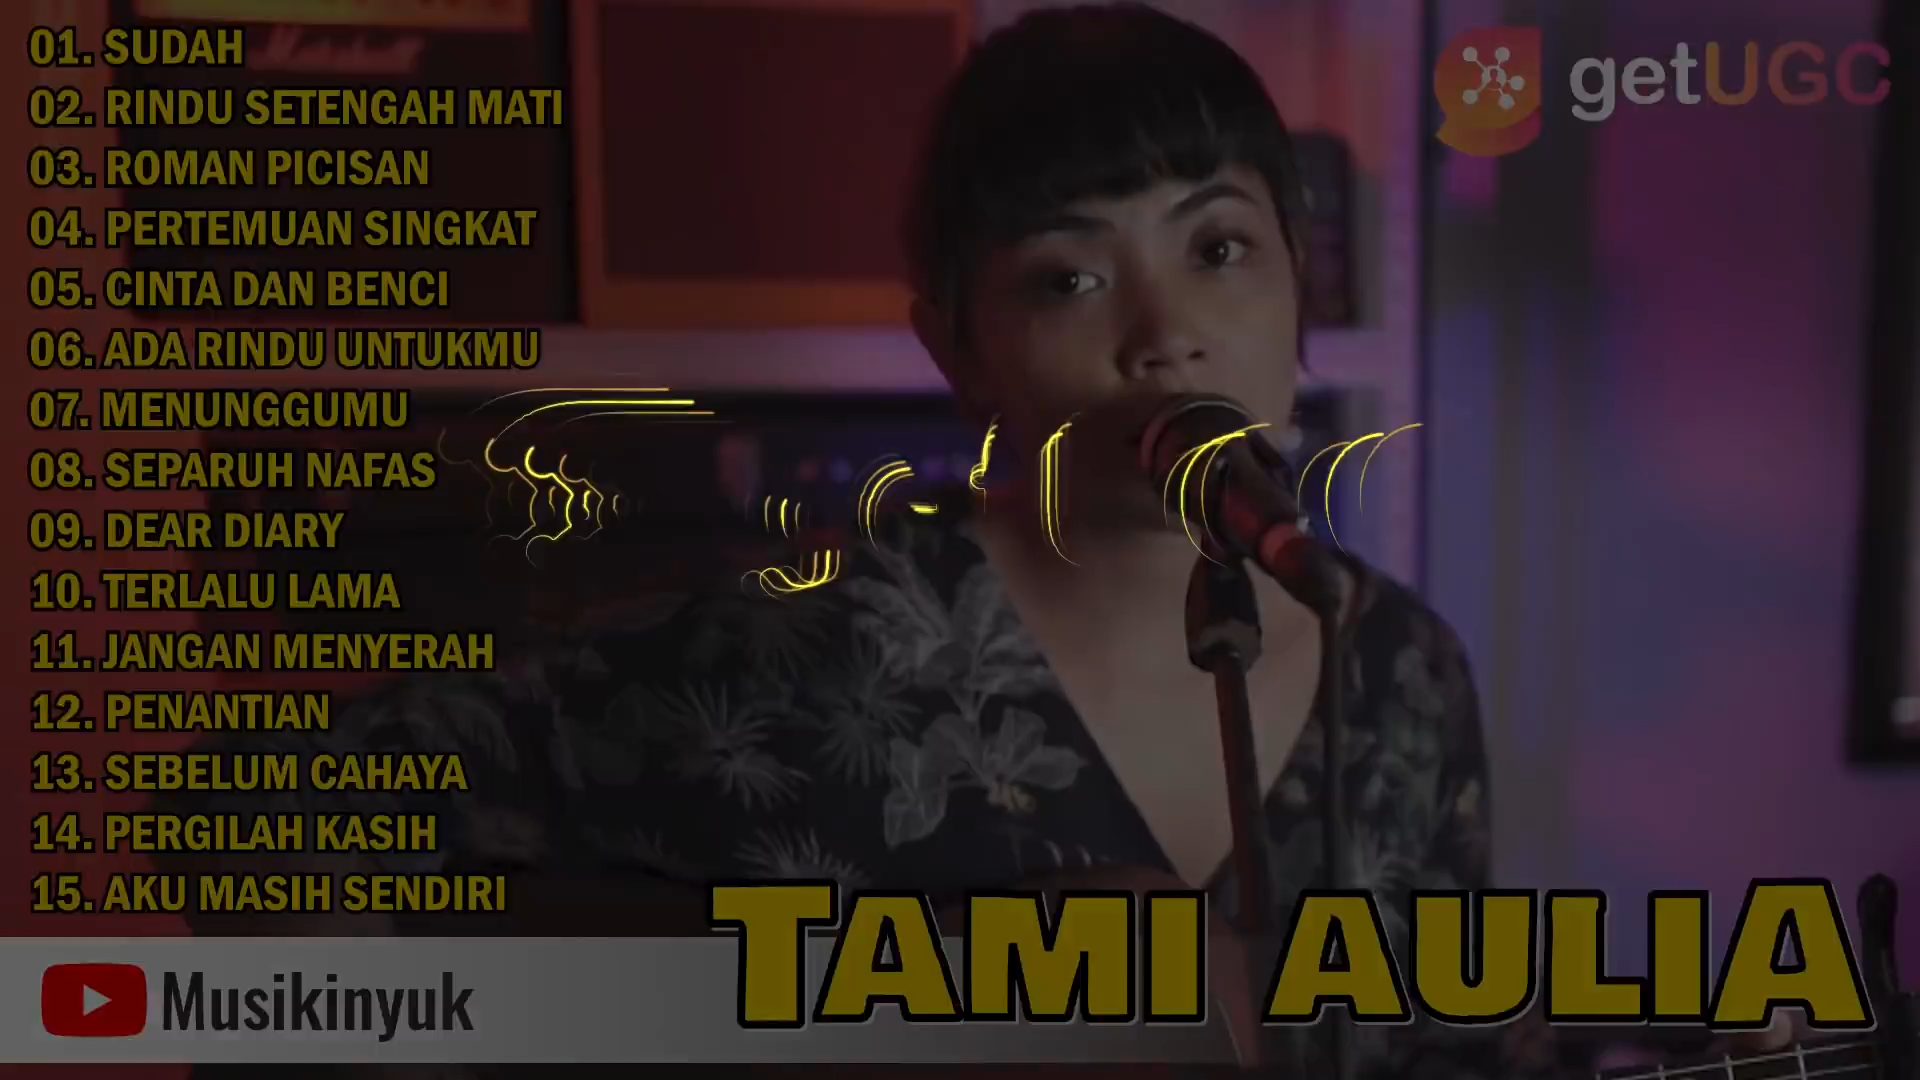 01. SUDAH
02. RINDU SETENGAH MATI
03. ROMAN PICISAN
04. PERTEMUAN SINGKAT
05. CINTA DAN BENCI
06. ADA RINDU UNTUKMU
07. MENUNGGUMU
08. SEPARUH NAFAS
09. DEAR DIARY
10. TERLALU LAMA
11. JANGAN MENYERAH
12. PENANTIAN
13. SEBELUM CAHAYA
14. PERGILAH KASIH
15. AKU MASIH SENDIRI
getUGC
Musikinyuk
TAMI AULIA